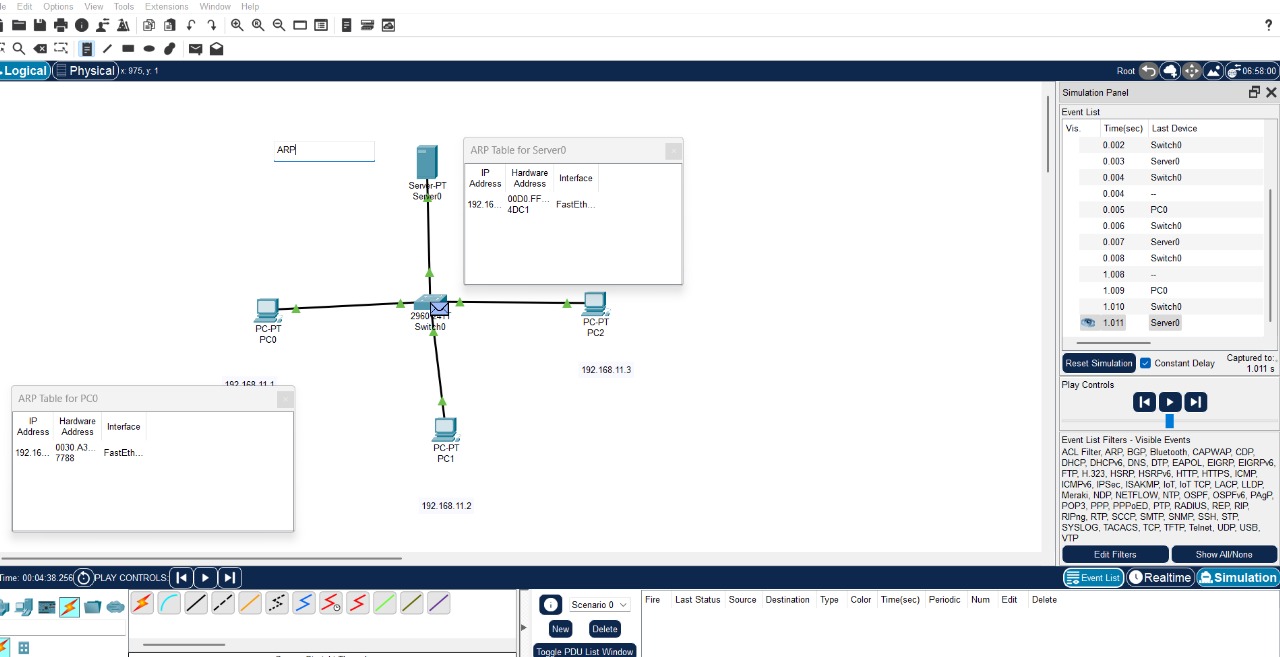 Edit Options View Tools Extensions Window Help
?
Logical Physical x: 975, y: 1 Root 06:58:00
ARP
Server-PT
Server0
ARP Table for Server0
IP Address Hardware Address Interface
192.16... 00D0.FF... 4DC1 FastEth...
PC-PT
PC0
Switch0
PC-PT
PC2
192.168.11.3
192.168.11.1
ARP Table for PC0
IP Address Hardware Address Interface
192.16... 0030.A3... 7788 FastEth...
PC-PT
PC1
192.168.11.2
Simulation Panel
Event List
Vis. Time(sec) Last Device
0.002 Switch0
0.003 Server0
0.004 Switch0
0.004 --
0.005 PC0
0.006 Switch0
0.007 Server0
0.008 Switch0
1.008 --
1.009 PC0
1.010 Switch0
1.011 Server0
Reset Simulation Constant Delay Captured to:
1.011 s
Play Controls
Event List Filters - Visible Events
ACL Filter, ARP, BGP, Bluetooth, CAPWAP, CDP,
DHCP, DHCPv6, DNS, DTP, EAPOL, EIGRP, EIGRPv6,
FTP, H.323, HSRP, HSRPv6, HTTP, HTTPS, ICMP,
ICMPv6, IPSec, ISAKMP, IoT, IoT TCP, LACP, LLDP,
Meraki, NDP, NETFLOW, NTP, OSPF, OSPFv6, PAgP,
POP3, PPP, PPPoED, PTP, RADIUS, REP, RIP,
RIPng, RTP, SCCP, SMTP, SNMP, SSH, STP,
SYSLOG, TACACS, TCP, TFTP, Telnet, UDP, USB,
VTP
Edit Filters Show All/None
Time: 00:04:38.256 PLAY CONTROLS: Event List Realtime Simulation
Scenario 0
New Delete
Toggle PDU List Window
Fire Last Status Source Destination Type Color Time(sec) Periodic Num Edit Delete